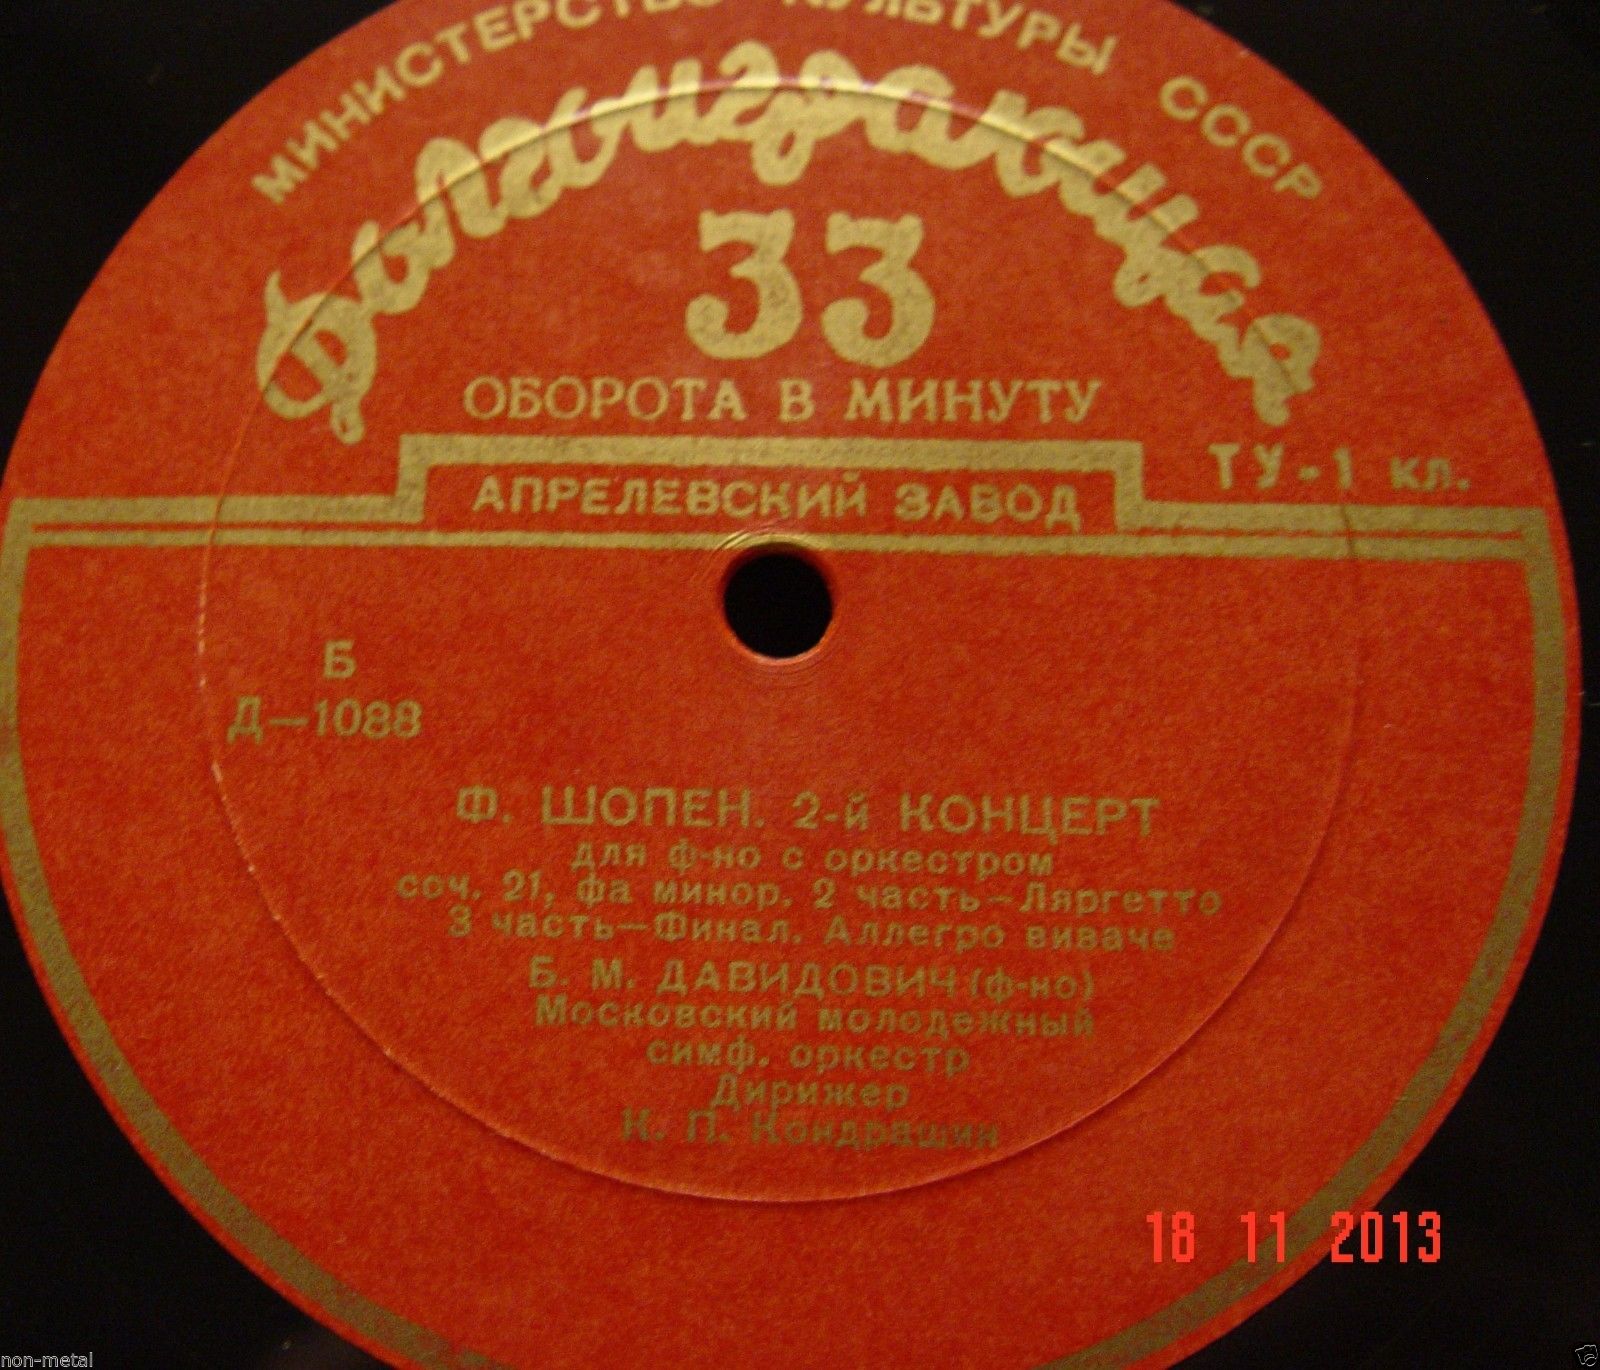 МИНИСТЕРСТВО КУЛЬТУРЫ СССР
Долгоиграющая
33
ОБОРОТА В МИНУТУ
ТУ-1 кл.
АПРЕЛЕВСКИЙ ЗАВОД
Б
Д—1088
Ф. ШОПЕН. 2-й КОНЦЕРТ
для ф-но с оркестром
соч. 21, фа минор. 2 часть—Ляргетто
3 часть—Финал. Аллегро виваче
Б. М. ДАВИДОВИЧ (ф-но)
Московский молодежный
симф. оркестр
Дирижер
К. П. Кондрашин
18 11 2013
non-metal